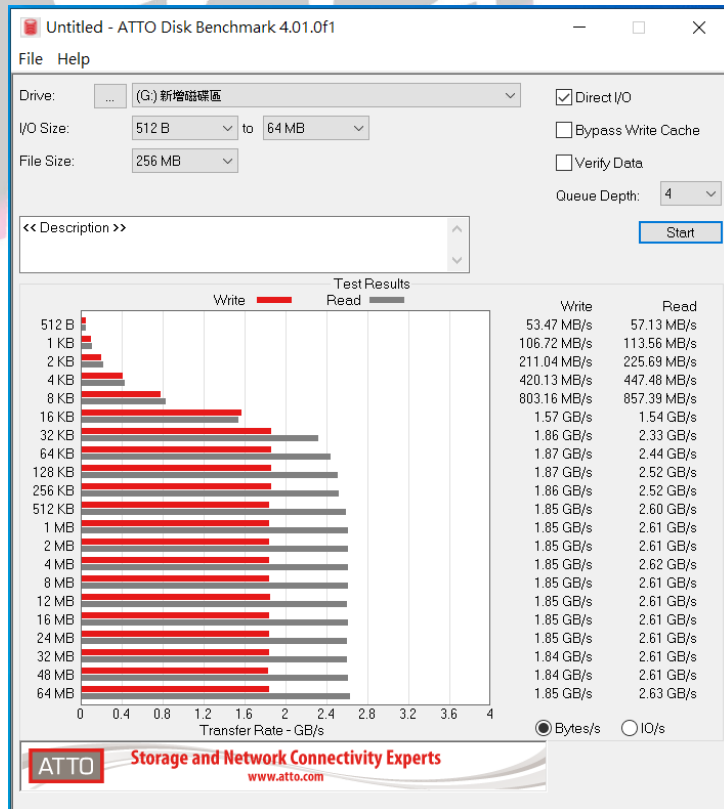 Untitled - ATTO Disk Benchmark 4.01.0f1
File Help
Drive: ... (G:) 新增磁碟區
Direct I/O
I/O Size: 512 B to 64 MB
Bypass Write Cache
File Size: 256 MB
Verify Data
Queue Depth: 4
<< Description >>
Start
Test Results
Write Read Write Read
512 B 53.47 MB/s 57.13 MB/s
1 KB 106.72 MB/s 113.56 MB/s
2 KB 211.04 MB/s 225.69 MB/s
4 KB 420.13 MB/s 447.48 MB/s
8 KB 803.16 MB/s 857.39 MB/s
16 KB 1.57 GB/s 1.54 GB/s
32 KB 1.86 GB/s 2.33 GB/s
64 KB 1.87 GB/s 2.44 GB/s
128 KB 1.87 GB/s 2.52 GB/s
256 KB 1.86 GB/s 2.52 GB/s
512 KB 1.85 GB/s 2.60 GB/s
1 MB 1.85 GB/s 2.61 GB/s
2 MB 1.85 GB/s 2.61 GB/s
4 MB 1.85 GB/s 2.62 GB/s
8 MB 1.85 GB/s 2.61 GB/s
12 MB 1.85 GB/s 2.61 GB/s
16 MB 1.85 GB/s 2.61 GB/s
24 MB 1.85 GB/s 2.61 GB/s
32 MB 1.84 GB/s 2.61 GB/s
48 MB 1.84 GB/s 2.61 GB/s
64 MB 1.85 GB/s 2.63 GB/s
0 0.4 0.8 1.2 1.6 2 2.4 2.8 3.2 3.6 4
Transfer Rate - GB/s
Bytes/s IO/s
ATTO Storage and Network Connectivity Experts
www.atto.com